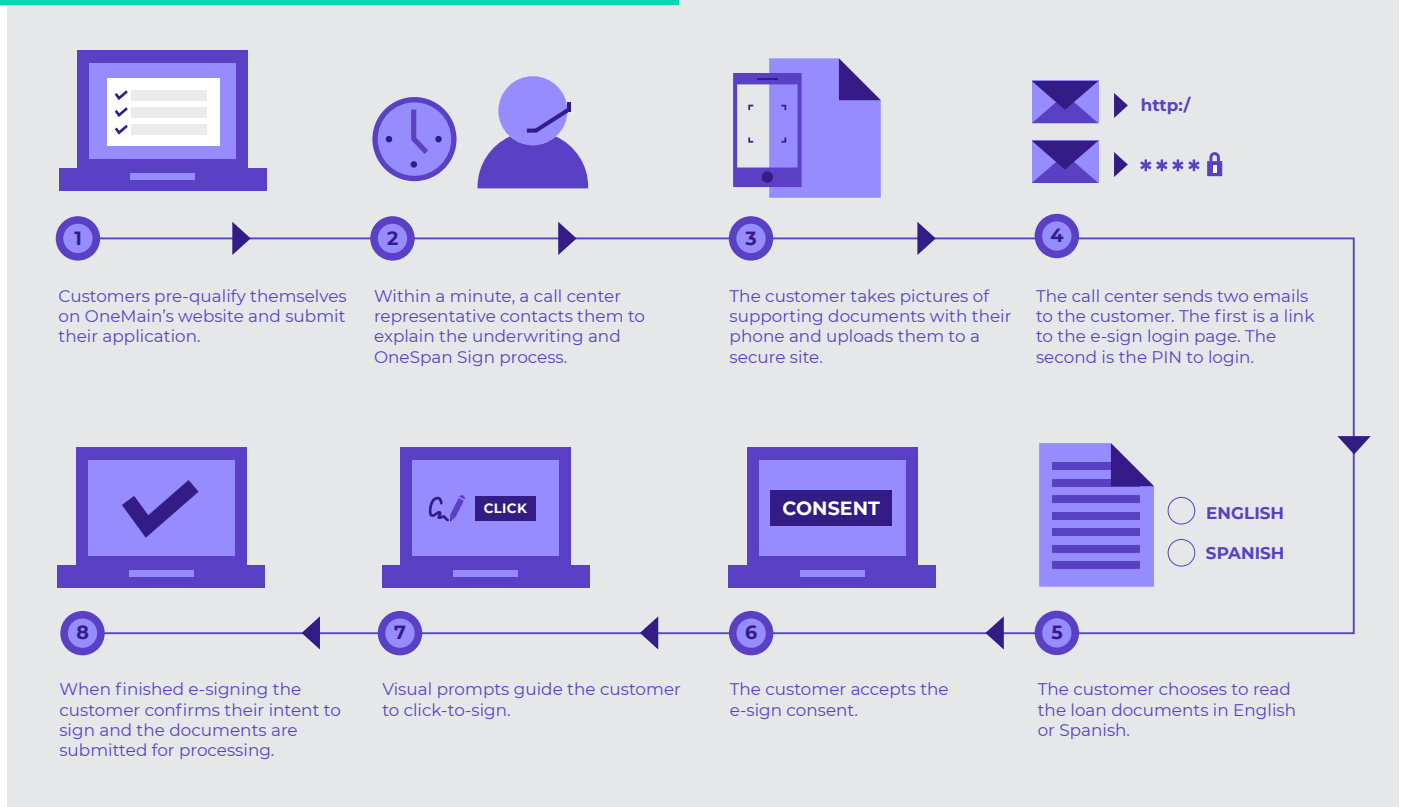 http:/
****
1
2
3
4
Customers pre-qualify themselves
on OneMain’s website and submit
their application.
Within a minute, a call center
representative contacts them to
explain the underwriting and
OneSpan Sign process.
The customer takes pictures of
supporting documents with their
phone and uploads them to a
secure site.
The call center sends two emails
to the customer. The first is a link
to the e-sign login page. The
second is the PIN to login.
ENGLISH
SPANISH
5
The customer chooses to read
the loan documents in English
or Spanish.
CONSENT
6
The customer accepts the
e-sign consent.
CLICK
7
Visual prompts guide the customer
to click-to-sign.
8
When finished e-signing the
customer confirms their intent to
sign and the documents are
submitted for processing.